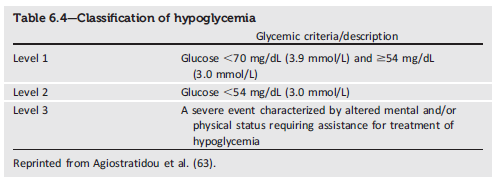 Table 6.4—Classification of hypoglycemia
Glycemic criteria/description
Level 1 Glucose <70 mg/dL (3.9 mmol/L) and ≥54 mg/dL
(3.0 mmol/L)
Level 2 Glucose <54 mg/dL (3.0 mmol/L)
Level 3 A severe event characterized by altered mental and/or
physical status requiring assistance for treatment of
hypoglycemia
Reprinted from Agiostratidou et al. (63).